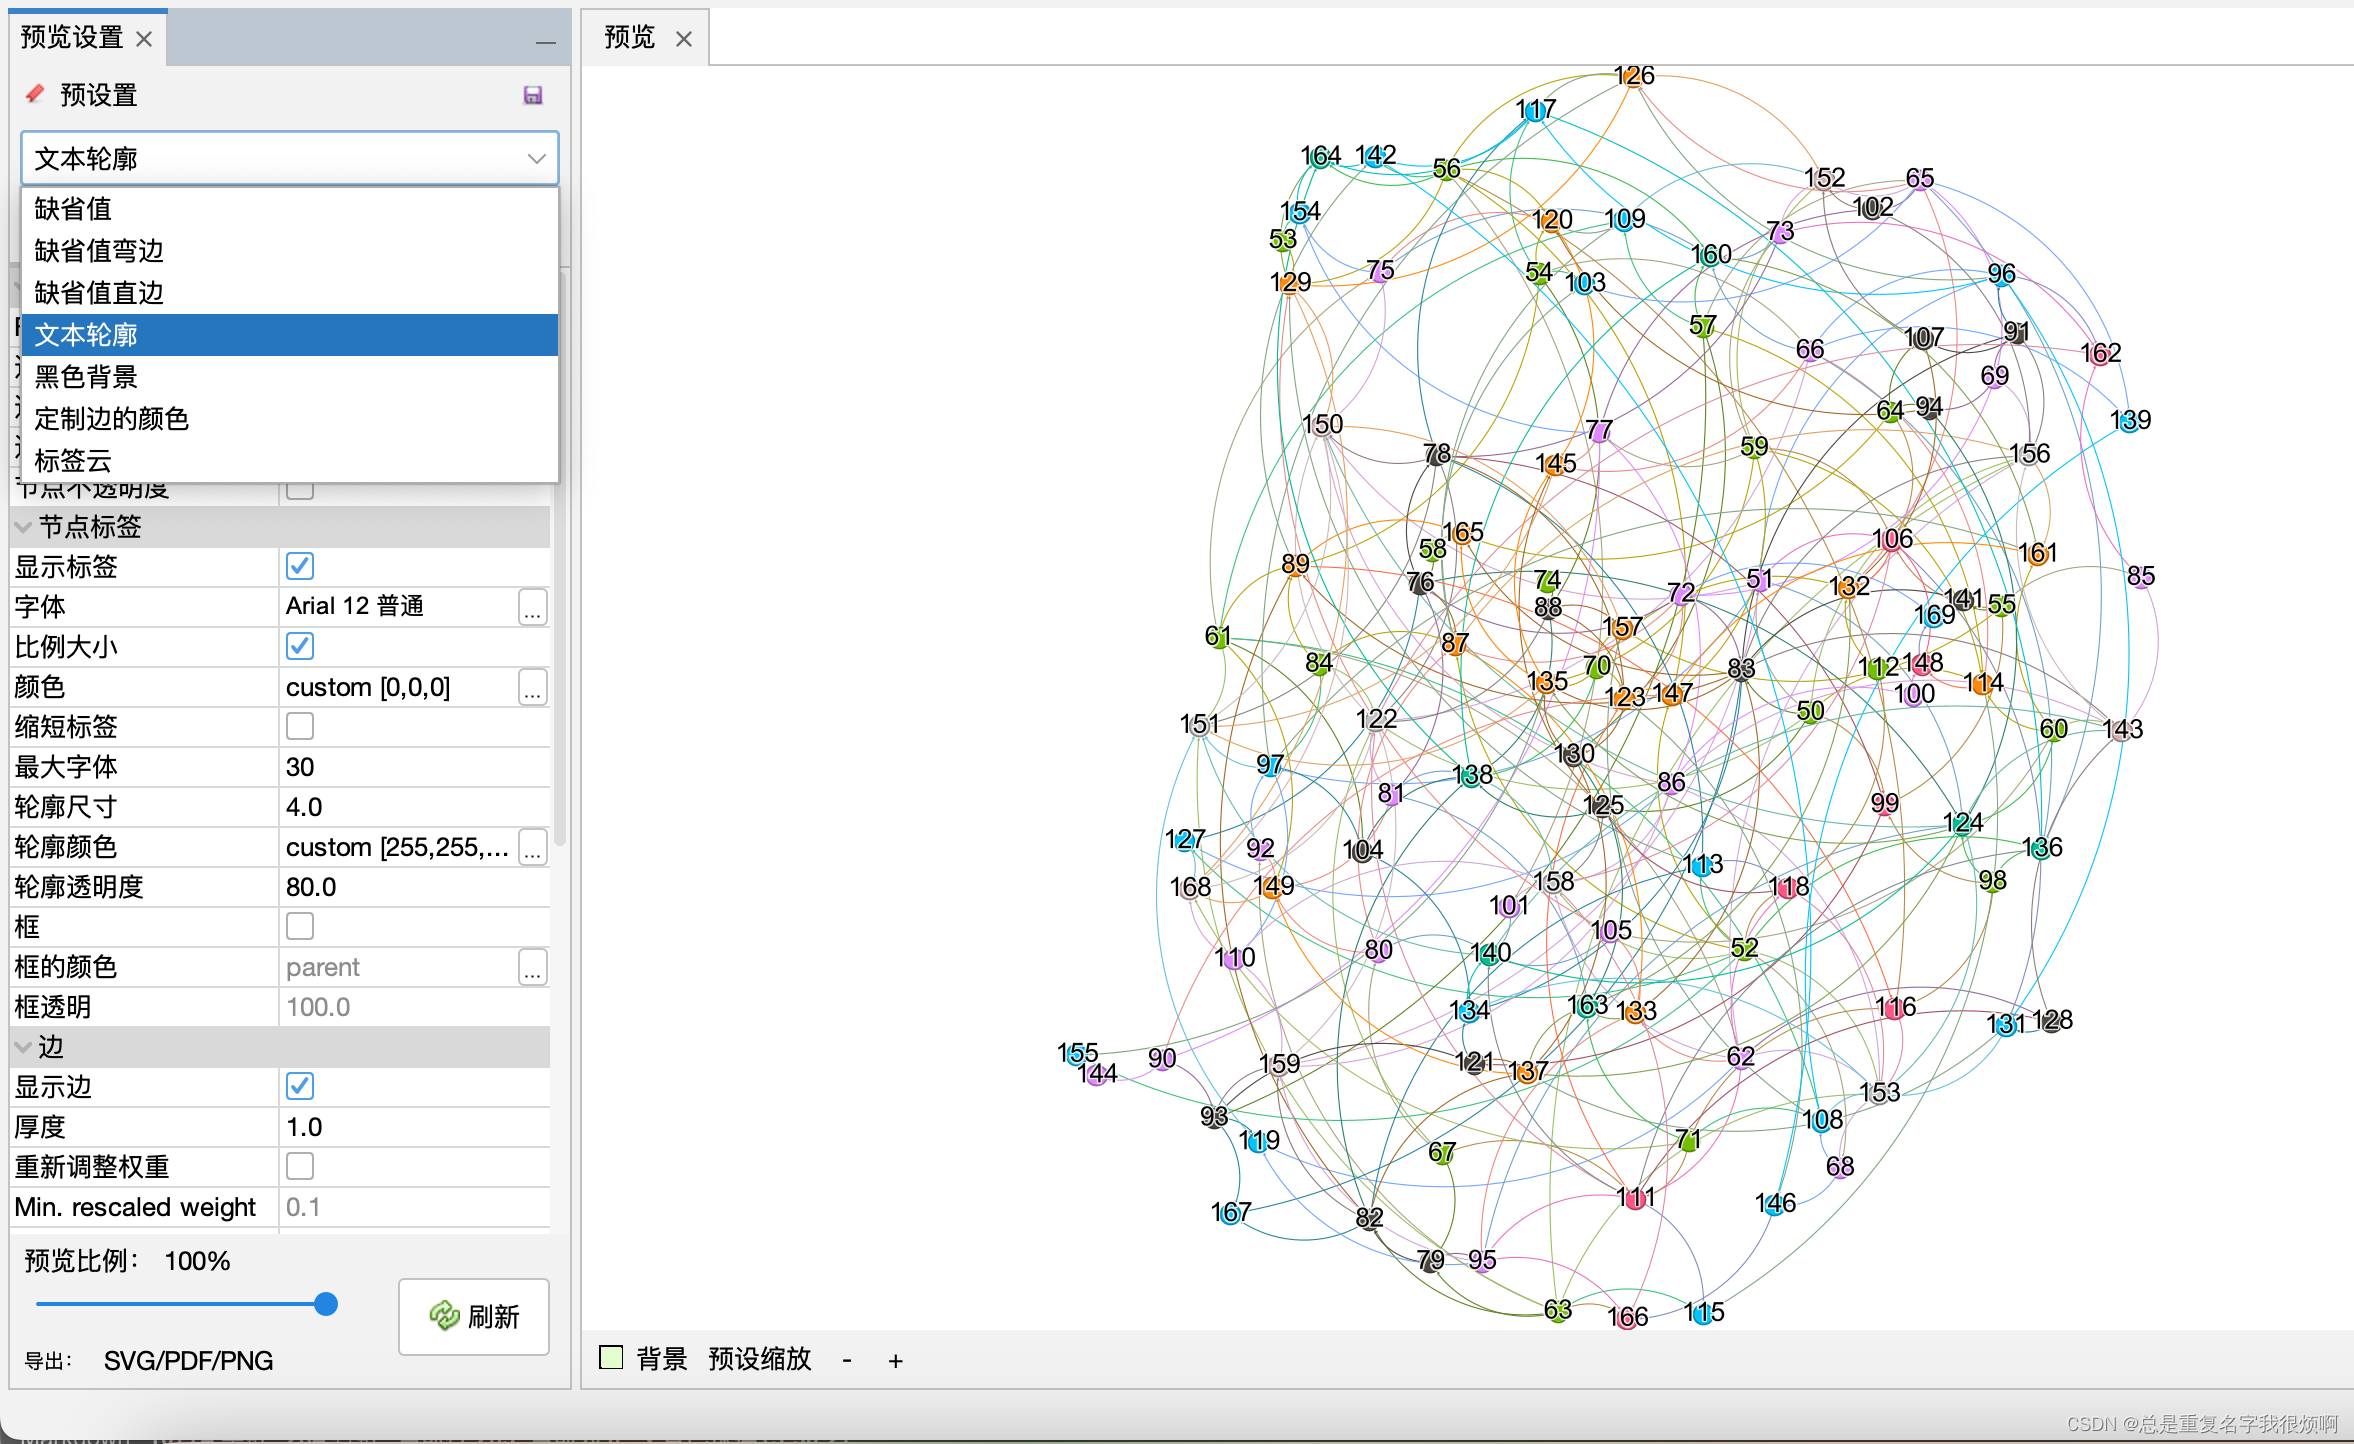 预览设置
预设置
文本轮廓
缺省值
缺省值弯边
缺省值直边
文本轮廓
黑色背景
定制边的颜色
标签云
节点不透明度
节点标签
显示标签
字体 Arial 12 普通 ...
比例大小
颜色 custom [0,0,0] ...
缩短标签
最大字体 30
轮廓尺寸 4.0
轮廓颜色 custom [255,255,... ...
轮廓透明度 80.0
框
框的颜色 parent ...
框透明 100.0
边
显示边
厚度 1.0
重新调整权重
Min. rescaled weight 0.1
预览比例： 100%
刷新
导出： SVG/PDF/PNG
预览
126
117
164 142 56
152 65
154 120 109 102
53 73
160
129 75 54 103 96
57
107 91
66 162
69
150 64 94 139
77
78 145 59 156
165
58 106 161
89
76 74 72 51 132 85
88 141 55
169
61 87 157
84 70 83 112 148
135 123 147 100 114
151 122 50 60 143
130
97 138 86
81 125 99
127 92 104 124 136
168 149 158 113 118 98
101
110 80 140 105 52
134 163 133 116 131 128
155 90 159 121 137 62
144
93 153
119 67 71 108
68
167 82 111 146
79 95
63 166 115
背景 预设缩放 - +
CSDN @总是重复名字我很烦啊